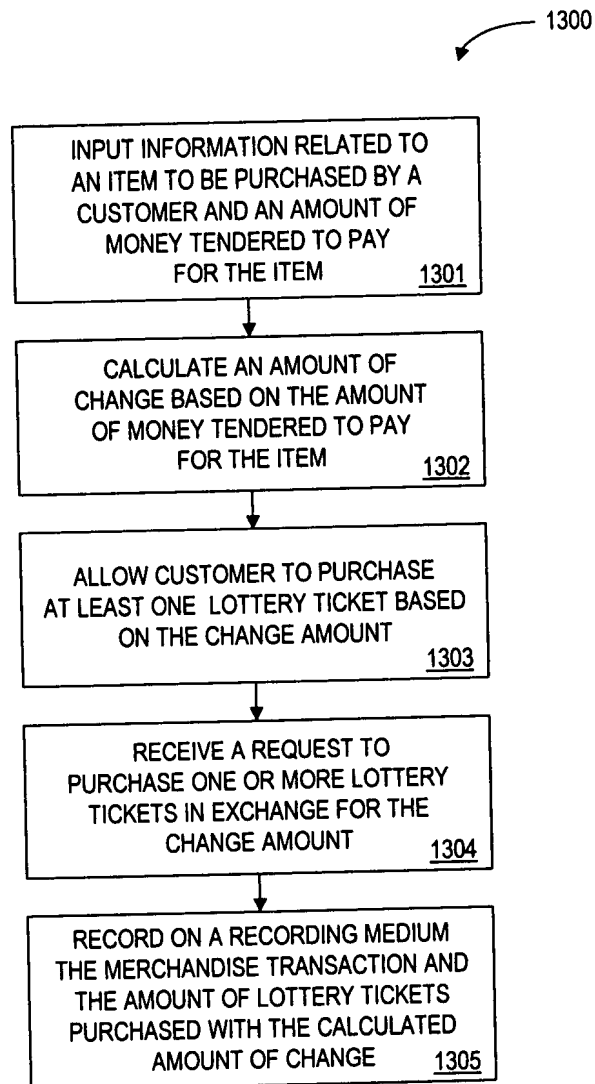 1300
INPUT INFORMATION RELATED TO
AN ITEM TO BE PURCHASED BY A
CUSTOMER AND AN AMOUNT OF
MONEY TENDERED TO PAY
FOR THE ITEM 1301
CALCULATE AN AMOUNT OF
CHANGE BASED ON THE AMOUNT
OF MONEY TENDERED TO PAY
FOR THE ITEM 1302
ALLOW CUSTOMER TO PURCHASE
AT LEAST ONE LOTTERY TICKET BASED
ON THE CHANGE AMOUNT
1303
RECEIVE A REQUEST TO
PURCHASE ONE OR MORE LOTTERY
TICKETS IN EXCHANGE FOR THE
CHANGE AMOUNT 1304
RECORD ON A RECORDING MEDIUM
THE MERCHANDISE TRANSACTION AND
THE AMOUNT OF LOTTERY TICKETS
PURCHASED WITH THE CALCULATED
AMOUNT OF CHANGE 1305